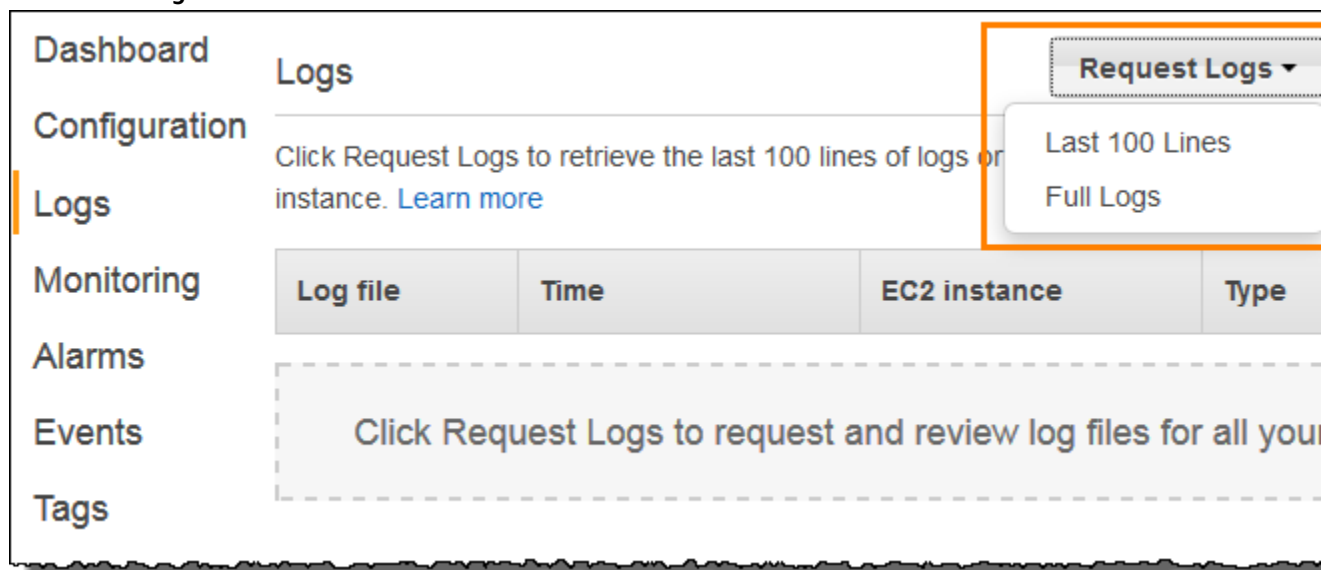 Dashboard
Configuration
Logs
Monitoring
Alarms
Events
Tags
Logs
Request Logs
Last 100 Lines
Full Logs
Click Request Logs to retrieve the last 100 lines of logs or
instance. Learn more
Log file Time EC2 instance Type
Click Request Logs to request and review log files for all your